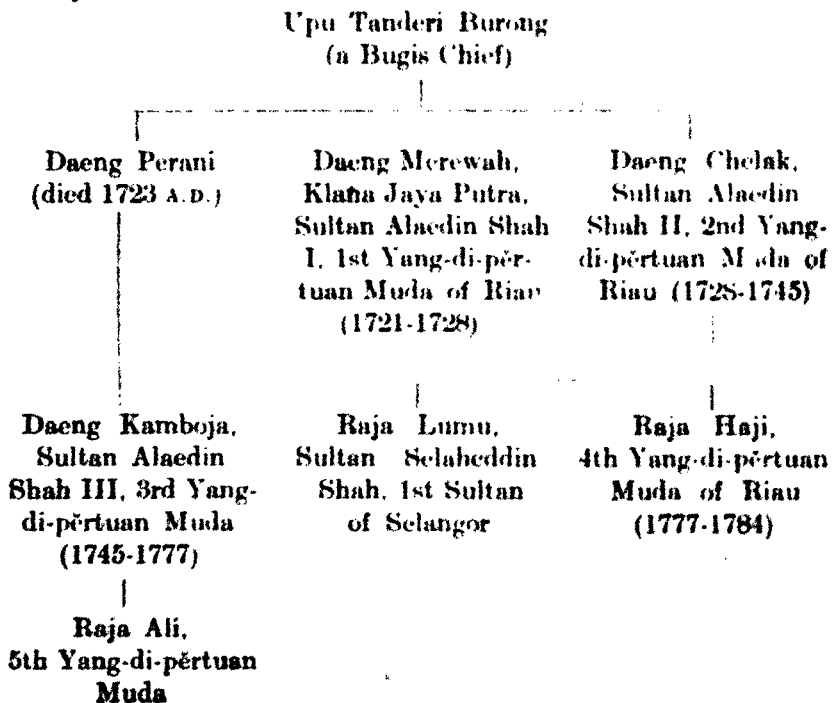 Upu Tanderi Burong
(a Bugis Chief)
Daeng Perani
(died 1723 A.D.)
Daeng Merewah,
Klaña Jaya Putra,
Sultan Alaedin Shah
I, 1st Yang-di-pĕr-
tuan Muda of Riau
(1721-1728)
Daeng Chelak,
Sultan Alaedin
Shah II, 2nd Yang-
di-pĕrtuan Muda of
Riau (1728-1745)
Daeng Kamboja,
Sultan Alaedin
Shah III, 3rd Yang-
di-pĕrtuan Muda
(1745-1777)
Raja Lumu,
Sultan Selaheddin
Shah, 1st Sultan
of Selangor
Raja Haji,
4th Yang-di-pĕrtuan
Muda of Riau
(1777-1784)
Raja Ali,
5th Yang-di-pĕrtuan
Muda